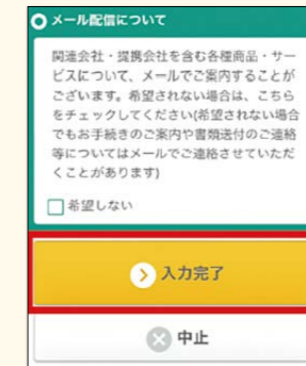 メール配信について
関連会社・提携会社を含む各種商品・サー
ビスについて、メールでご案内することが
ございます。希望されない場合は、こちら
をチェックしてください(希望されない場合
でもお手続きのご案内や書類送付のご連絡
等についてはメールでご連絡させていただ
くことがあります)
希望しない
入力完了
中止